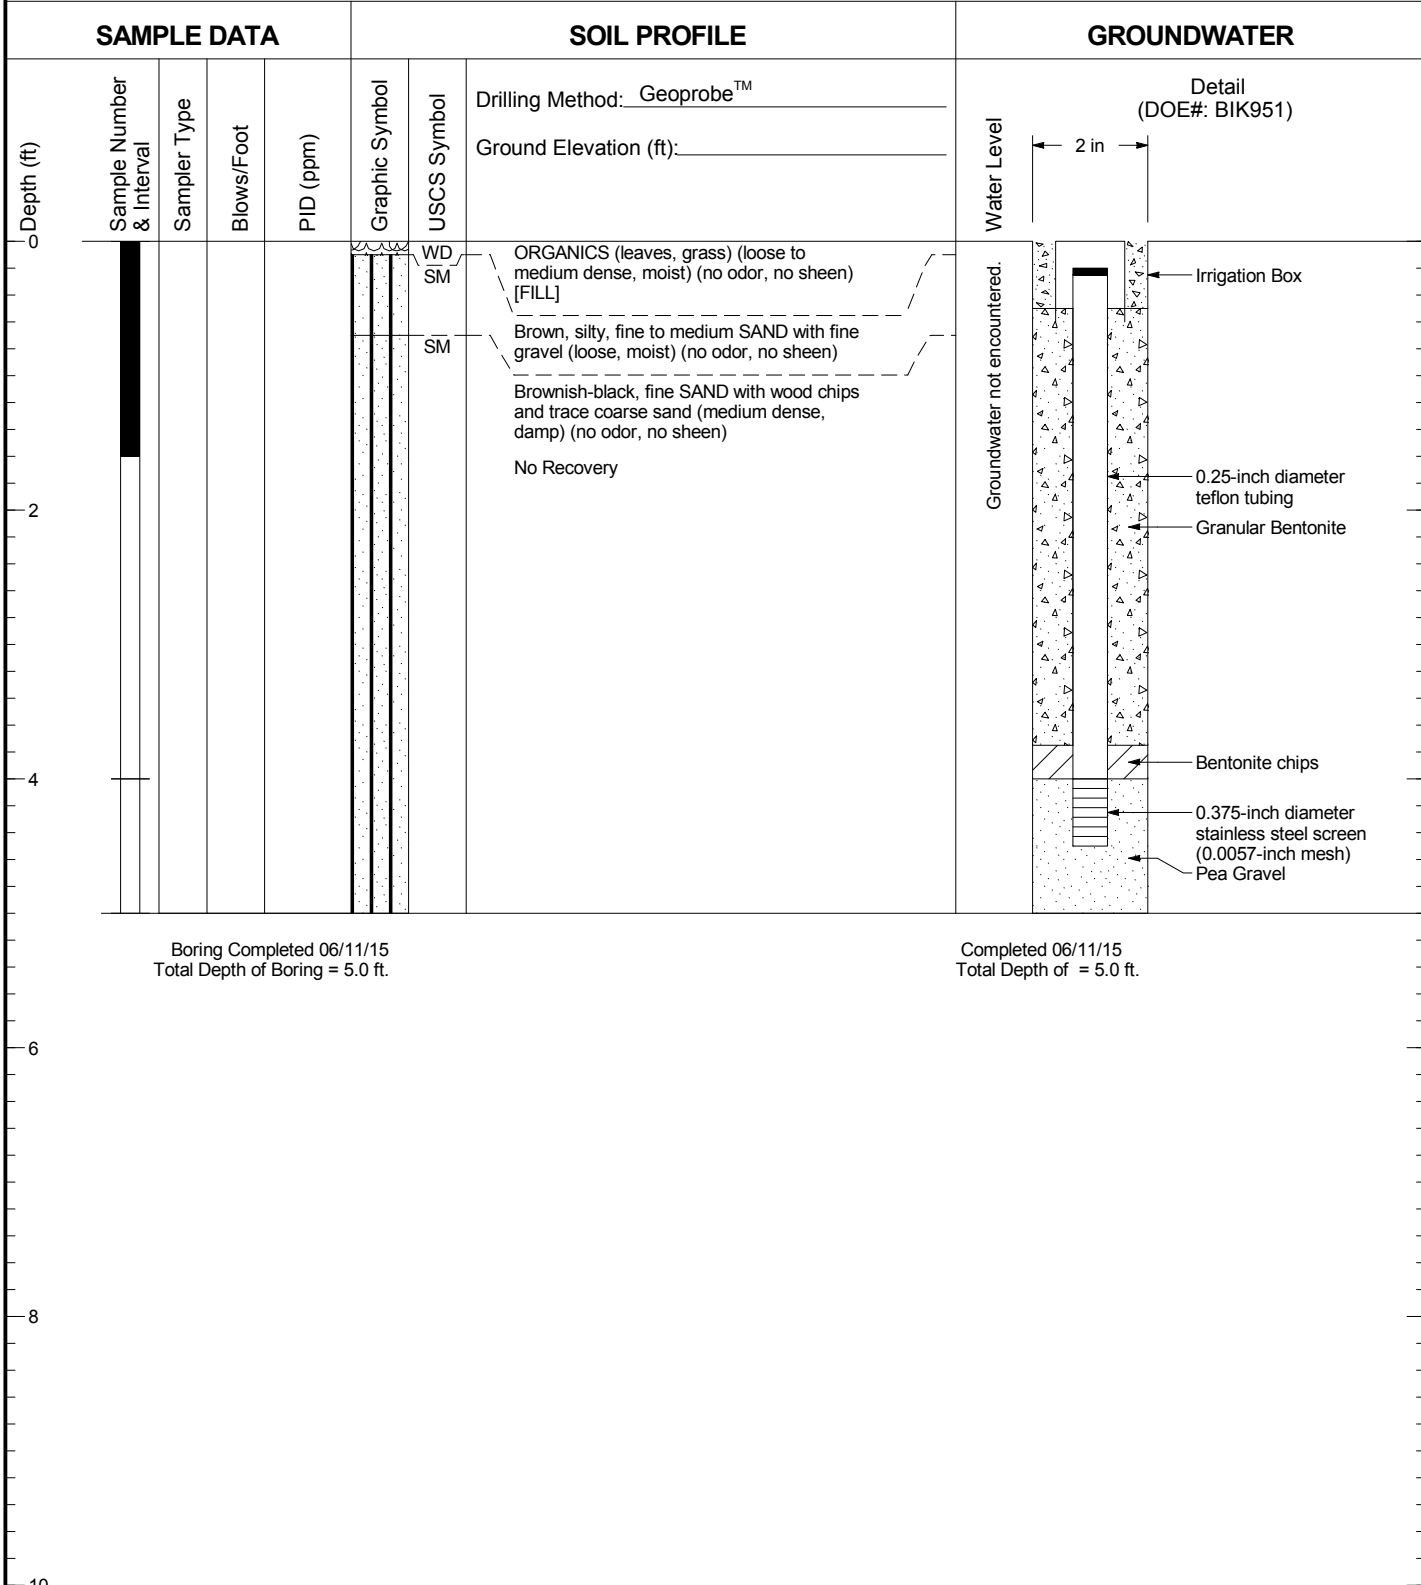 SAMPLE DATA
SOIL PROFILE
GROUNDWATER
Depth (ft)
Sample Number
& Interval
Sampler Type
Blows/Foot
PID (ppm)
Graphic Symbol
USCS Symbol
Drilling Method: Geoprobe™
Ground Elevation (ft):
Water Level
Detail
(DOE#: BIK951)
2 in
0
2
4
6
8
10
WD
SM
SM
ORGANICS (leaves, grass) (loose to
medium dense, moist) (no odor, no sheen)
[FILL]
Brown, silty, fine to medium SAND with fine
gravel (loose, moist) (no odor, no sheen)
Brownish-black, fine SAND with wood chips
and trace coarse sand (medium dense,
damp) (no odor, no sheen)
No Recovery
Groundwater not encountered.
Irrigation Box
0.25-inch diameter
teflon tubing
Granular Bentonite
Bentonite chips
0.375-inch diameter
stainless steel screen
(0.0057-inch mesh)
Pea Gravel
Boring Completed 06/11/15
Total Depth of Boring = 5.0 ft.
Completed 06/11/15
Total Depth of = 5.0 ft.